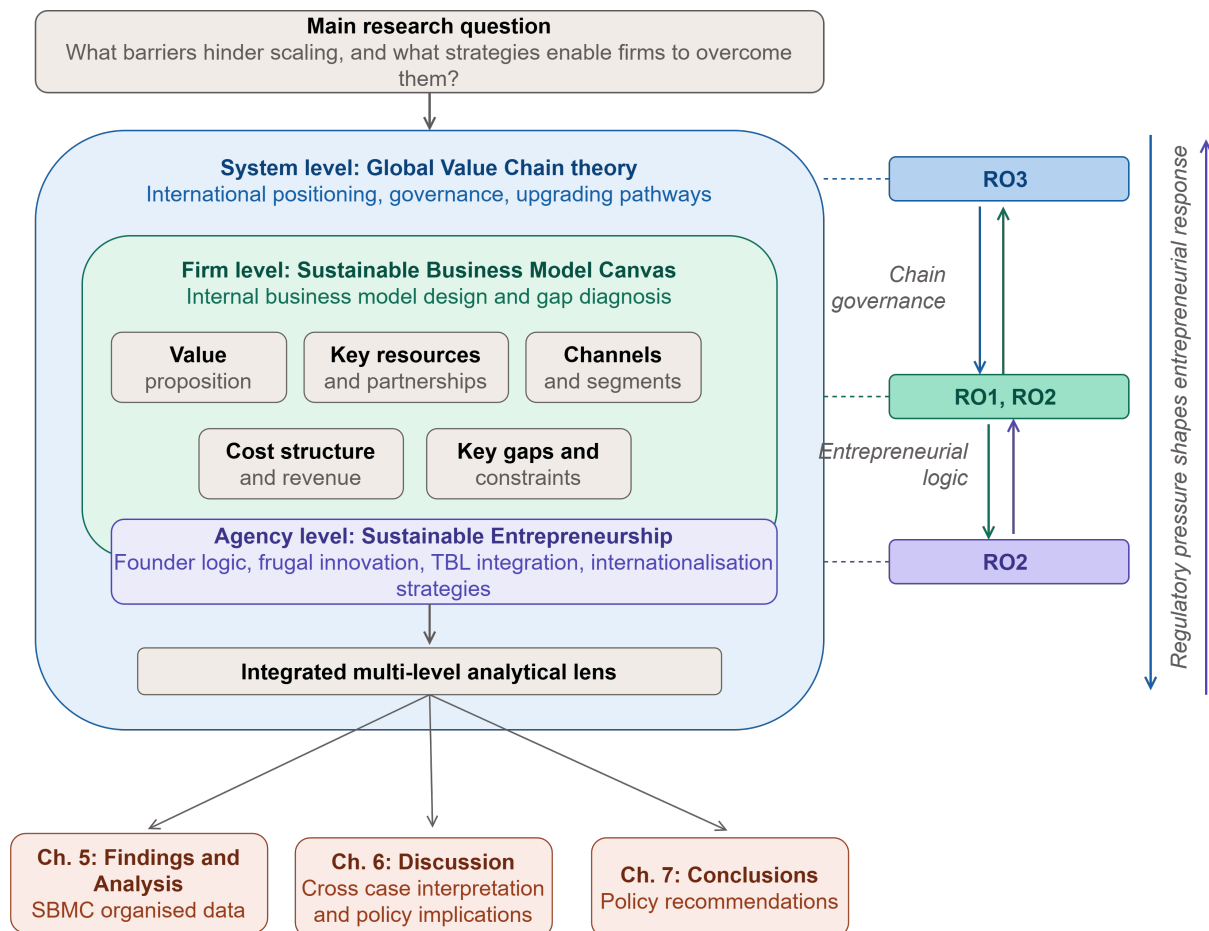 Main research question
What barriers hinder scaling, and what strategies enable firms to overcome
them?
System level: Global Value Chain theory
International positioning, governance, upgrading pathways
RO3
Firm level: Sustainable Business Model Canvas
Internal business model design and gap diagnosis
Chain
governance
Value
proposition
Key resources
and partnerships
Channels
and segments
RO1, RO2
Cost structure
and revenue
Key gaps and
constraints
Entrepreneurial
logic
Agency level: Sustainable Entrepreneurship
Founder logic, frugal innovation, TBL integration, internationalisation
strategies
RO2
Regulatory pressure shapes entrepreneurial response
Integrated multi-level analytical lens
Ch. 5: Findings and
Analysis
SBMC organised data
Ch. 6: Discussion
Cross case interpretation
and policy implications
Ch. 7: Conclusions
Policy recommendations